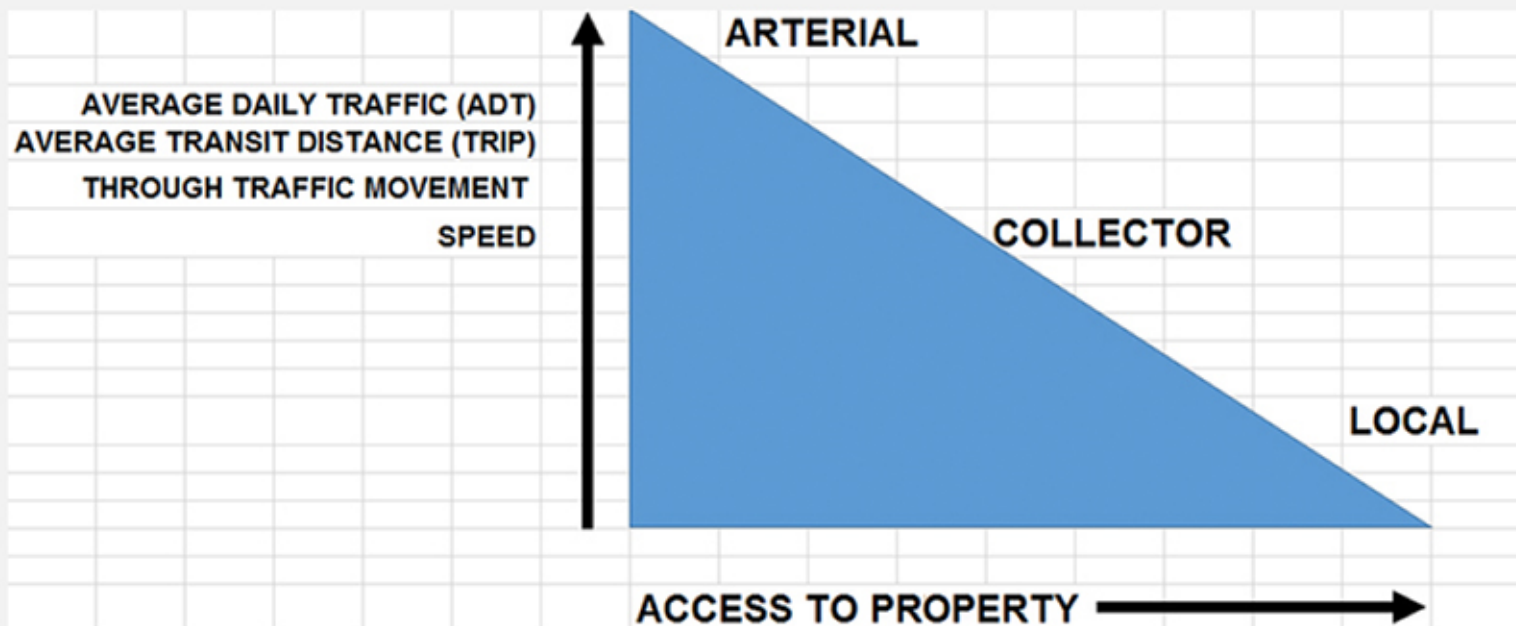 ARTERIAL
AVERAGE DAILY TRAFFIC (ADT)
AVERAGE TRANSIT DISTANCE (TRIP)
THROUGH TRAFFIC MOVEMENT
SPEED
COLLECTOR
LOCAL
ACCESS TO PROPERTY